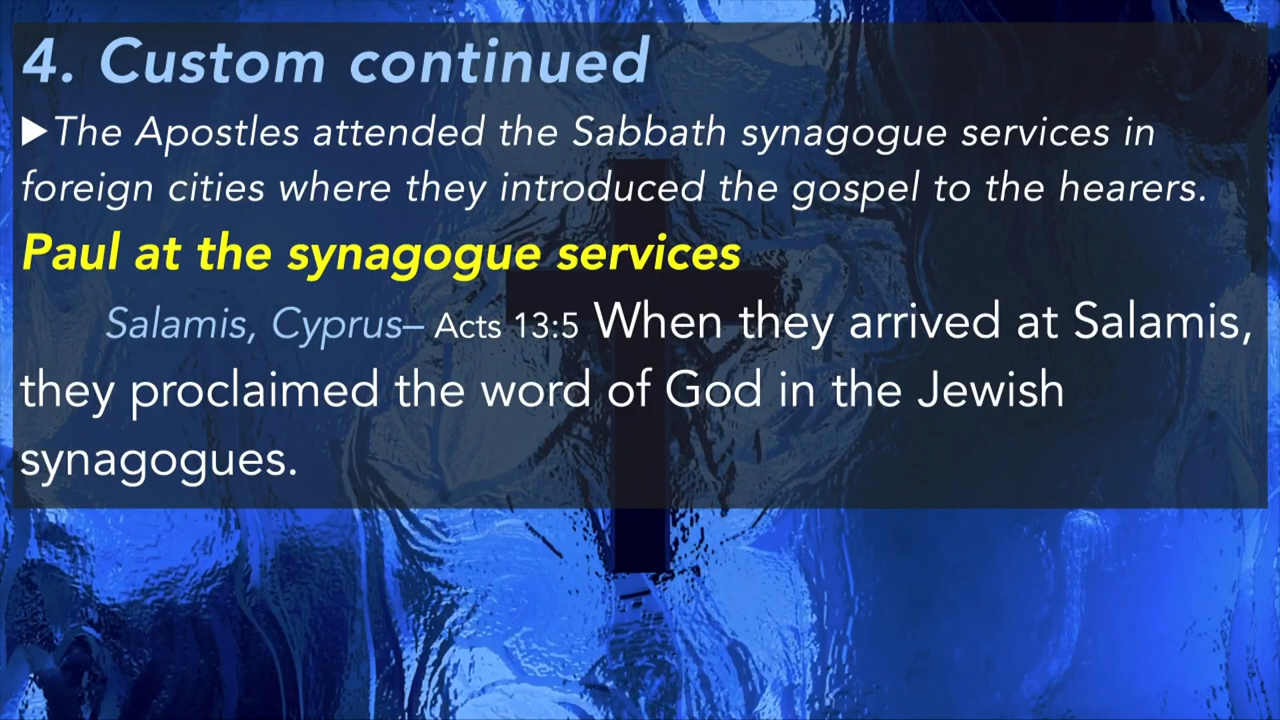 4. Custom continued
▶The Apostles attended the Sabbath synagogue services in
foreign cities where they introduced the gospel to the hearers.
Paul at the synagogue services
Salamis, Cyprus– Acts 13:5 When they arrived at Salamis,
they proclaimed the word of God in the Jewish
synagogues.